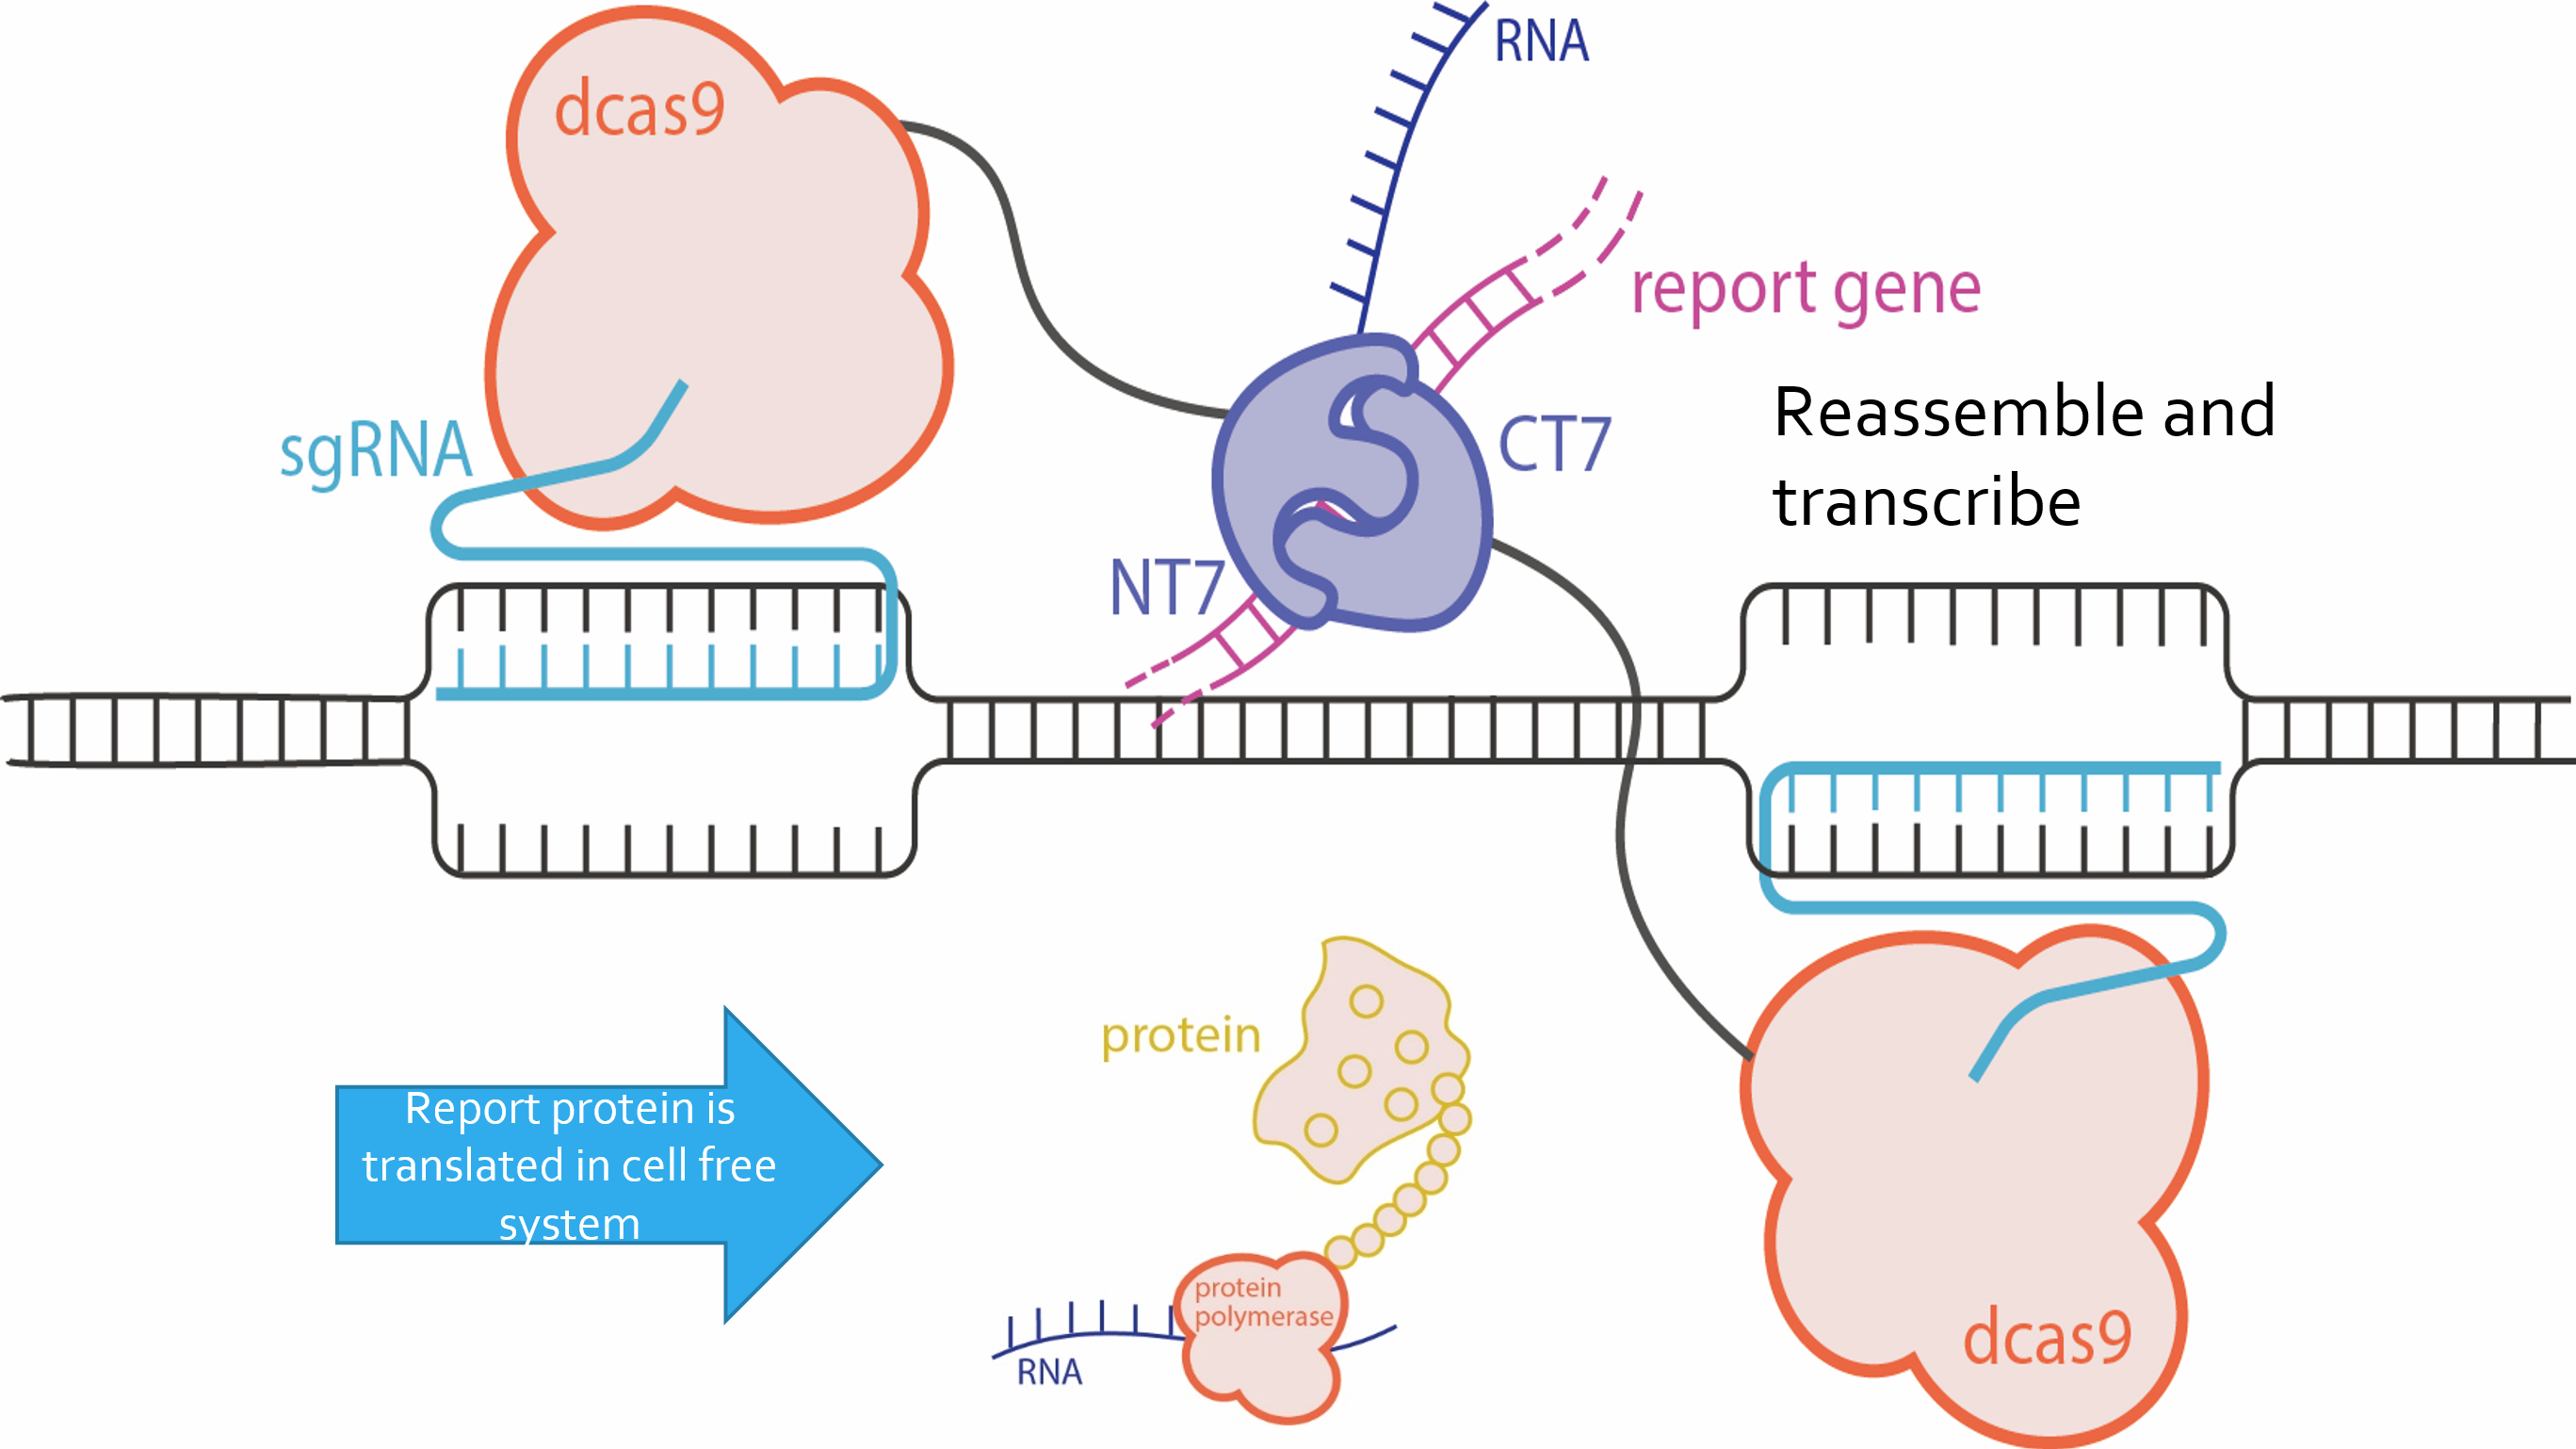 dcas9
RNA
report gene
Reassemble and
transcribe
sgRNA
CT7
NT7
protein
Report protein is
translated in cell free
system
protein
polymerase
RNA
dcas9